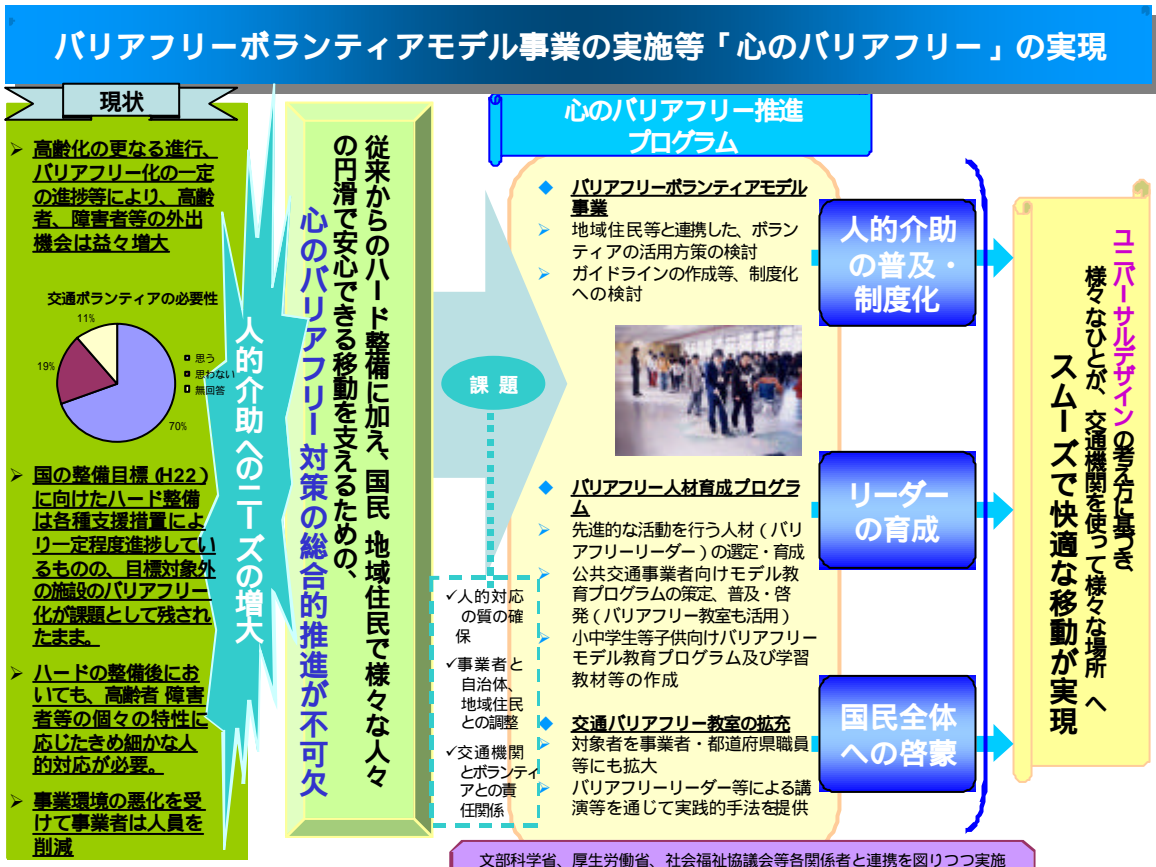 バリアフリーボランティアモデル事業の実施等「心のバリアフリー」の実現
現状
高齢化の更なる進行、
バリアフリー化の一定
の進捗等により、高齢
者、障害者等の外出
機会は益々増大
交通ボランティアの必要性
11%
19%
70%
思う
思わない
無回答
国の整備目標（H22）
に向けたハード整備
は各種支援措置によ
り一定程度進捗してい
るものの、目標対象外
の施設のバリアフリー
化が課題として残され
たまま。
ハードの整備後にお
いても、高齢者 障害
者等の個々の特性に
応じたきめ細かな人
的対応が必要。
事業環境の悪化を受
けて事業者は人員を
削減
人的介助へのニーズの増大
従来からのハード整備に加え、国民 地域住民で様々な人々
の円滑で安心できる移動を支えるための、
心のバリアフリー対策の総合的推進が不可欠
課 題
✓人的対応
の質の確
保
✓事業者と
自治体、
地域住民
との調整
✓交通機関
とボランティ
アとの責
任関係
心のバリアフリー推進
プログラム
バリアフリーボランティアモデル
事業
地域住民等と連携した、ボラン
ティアの活用方策の検討
ガイドラインの作成等、制度化
への検討
バリアフリー人材育成プログラ
ム
先進的な活動を行う人材（バリ
アフリーリーダー）の選定・育成
公共交通事業者向けモデル教
育プログラムの策定、普及・啓
発（バリアフリー教室も活用）
小中学生等子供向けバリアフリー
モデル教育プログラム及び学習
教材等の作成
交通バリアフリー教室の拡充
対象者を事業者・都道府県職員
等にも拡大
バリアフリーリーダー等による講
演等を通じて実践的手法を提供
人的介助
の普及・
制度化
リーダー
の育成
国民全体
への啓蒙
ユニバーサルデザインの考え方に基づき、
様々なひとが、交通機関を使って様々な場所 へ
スムーズで快適な移動が実現
文部科学省、厚生労働省、社会福祉協議会等各関係者と連携を図りつつ実施